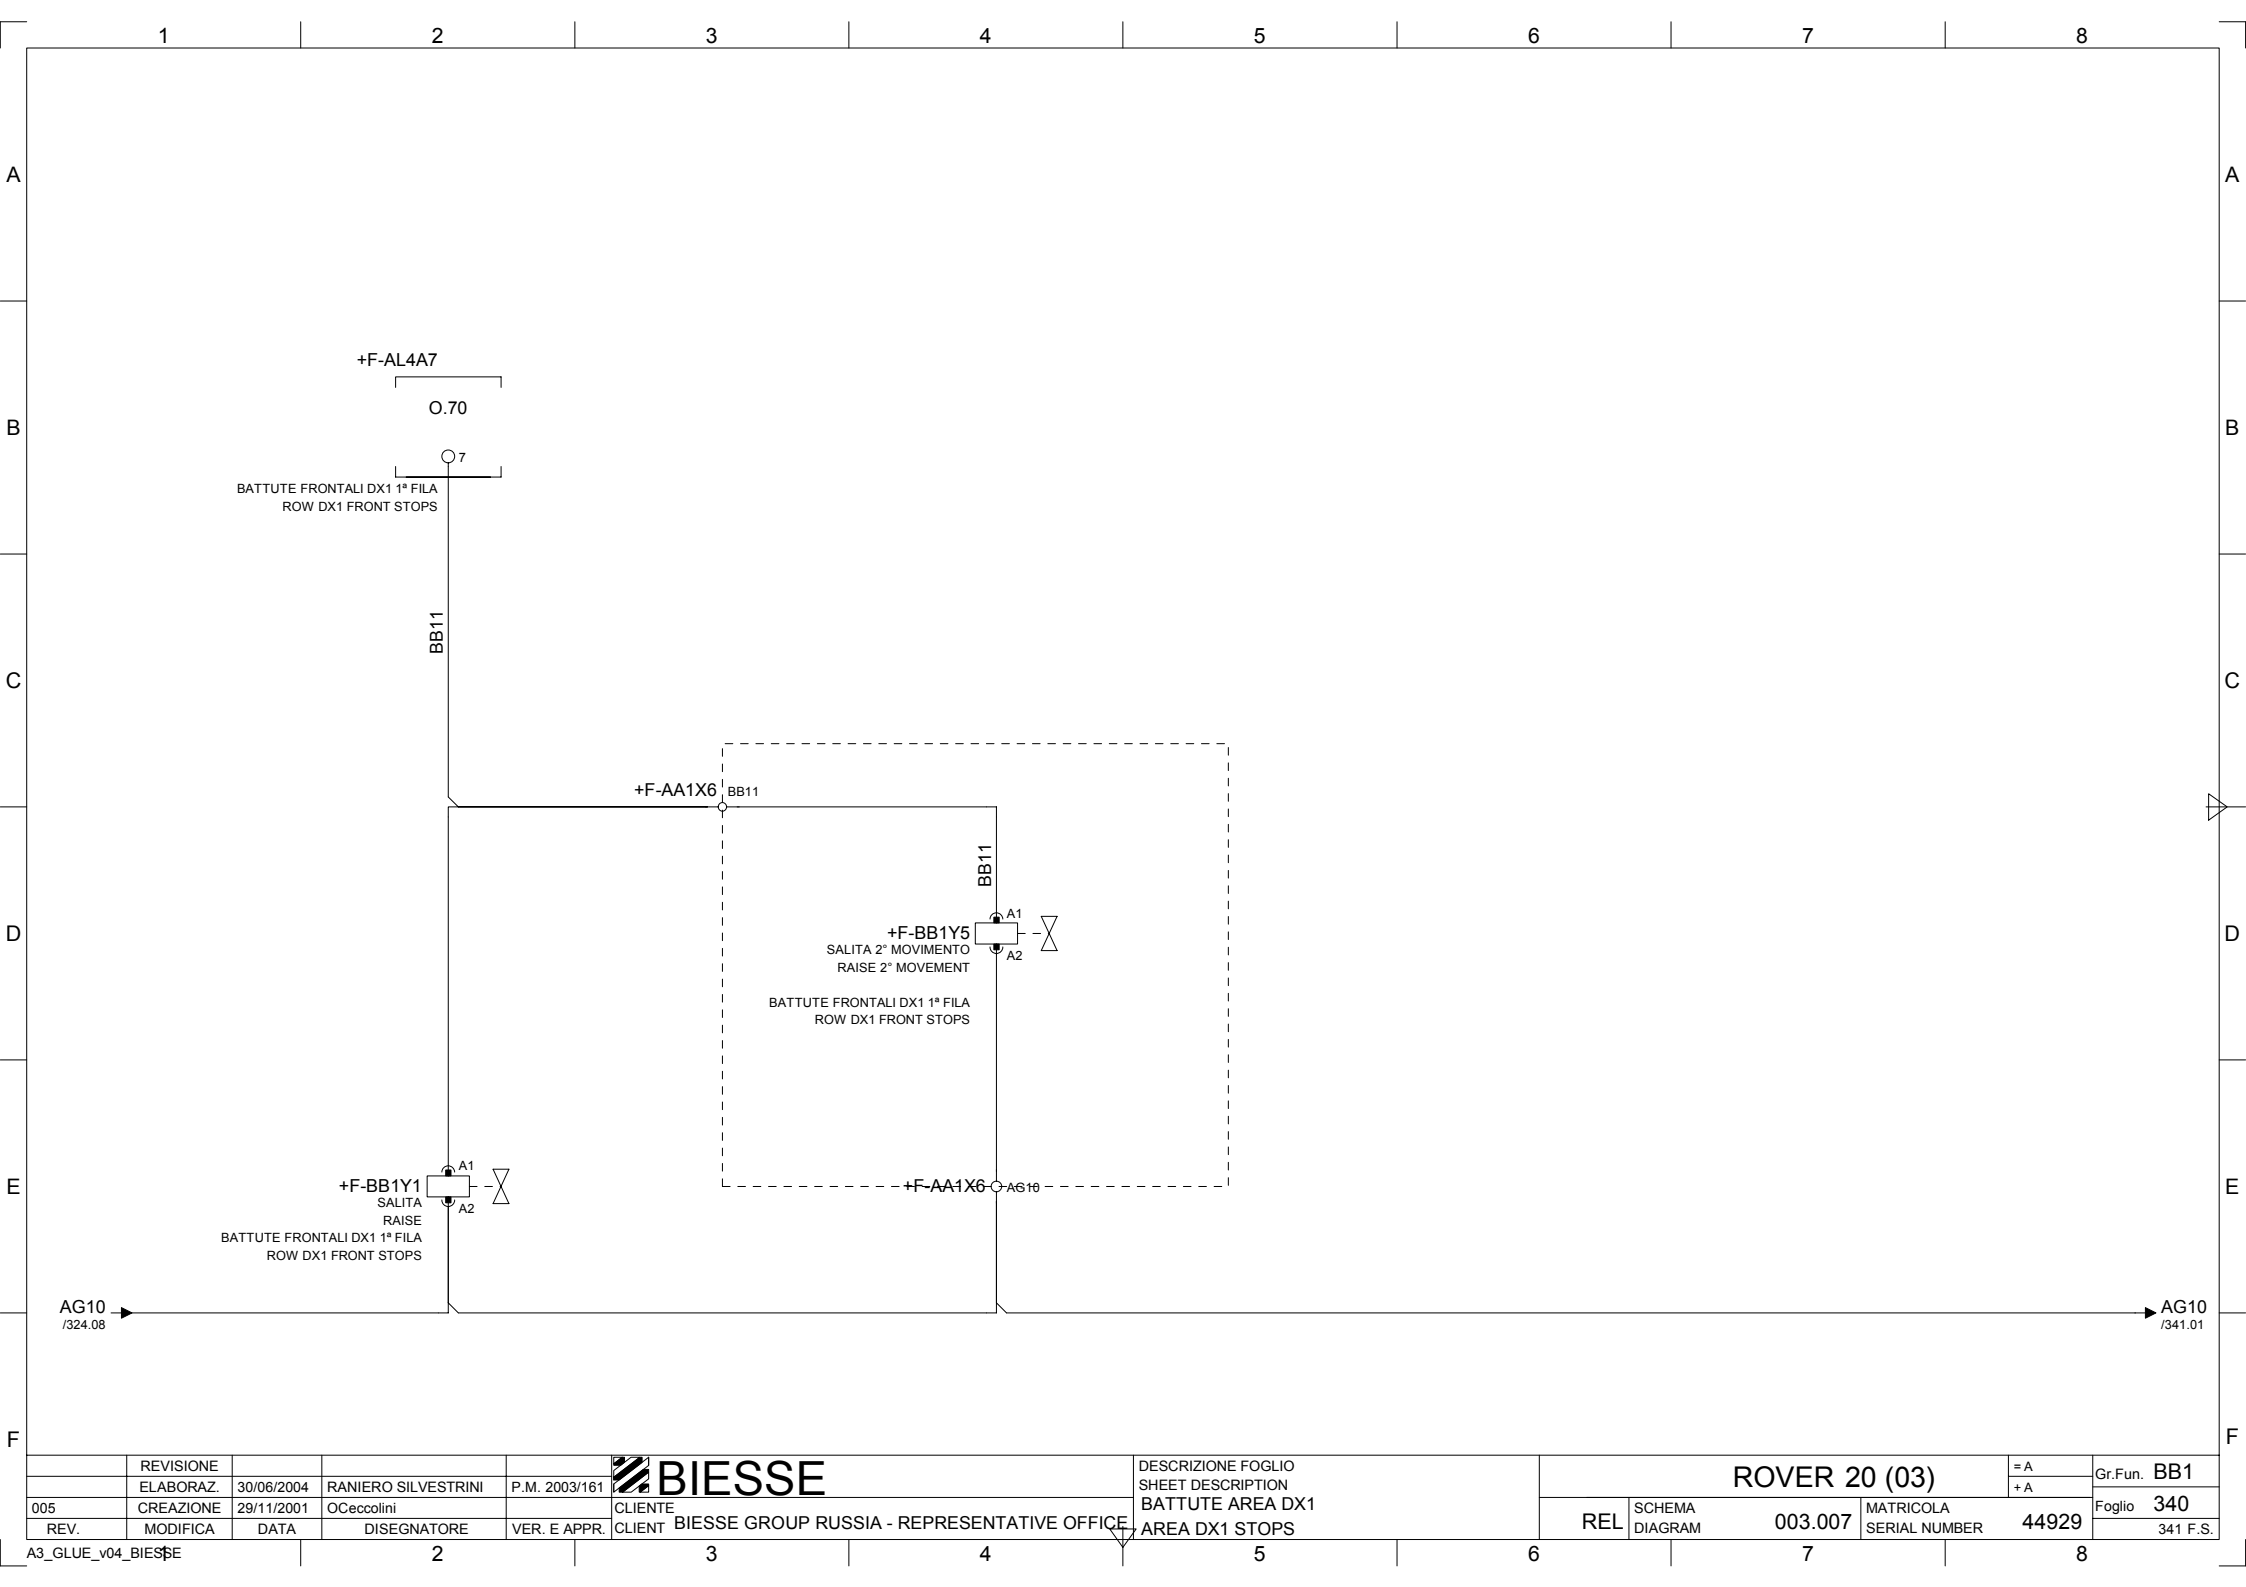 1 2 3 4 5 6 7 8
A A
+F-AL4A7
O.70
B B
7
BATTUTE FRONTALI DX1 1ª FILA
ROW DX1 FRONT STOPS
BB11
C C
+F-AA1X6 BB11
BB11
A1
D +F-BB1Y5 D
SALITA 2° MOVIMENTO
A2
RAISE 2° MOVEMENT
BATTUTE FRONTALI DX1 1ª FILA
ROW DX1 FRONT STOPS
A1
E +F-BB1Y1 +F-AA1X6 AG10 E
SALITA
A2
RAISE
BATTUTE FRONTALI DX1 1ª FILA
ROW DX1 FRONT STOPS
AG10 AG10
/324.08 /341.01
F F
REVISIONE
ELABORAZ. 30/06/2004 RANIERO SILVESTRINI P.M. 2003/161
005 CREAZIONE 29/11/2001 OCeccolini
REV. MODIFICA DATA DISEGNATORE VER. E APPR.
BIESSE
CLIENTE
CLIENT BIESSE GROUP RUSSIA - REPRESENTATIVE OFFICE
DESCRIZIONE FOGLIO
SHEET DESCRIPTION
BATTUTE AREA DX1
AREA DX1 STOPS
ROVER 20 (03)
REL
SCHEMA
DIAGRAM
003.007
MATRICOLA
SERIAL NUMBER
44929
= A
+ A
Gr.Fun. BB1
Foglio 340
341 F.S.
A3_GLUE_v04_BIESSE
1 2 3 4 5 6 7 8